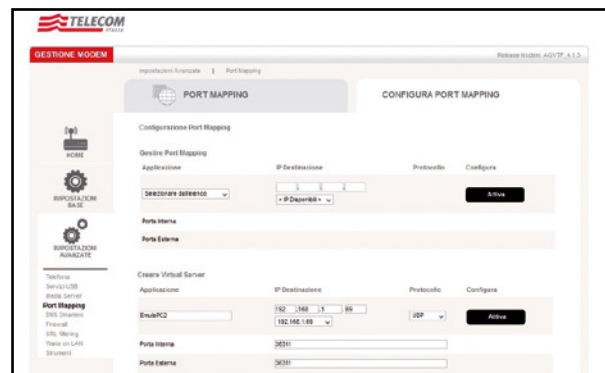 TELECOM
ITALIA
GESTIONE MODEM
Release Modem: AGVTF_4.1.3
Impostazioni Avanzate | Port Mapping
PORT MAPPING
CONFIGURA PORT MAPPING
Configurazione Port Mapping
HOME
Gestire Port Mapping
Applicazione IP Destinazione Protocollo Configura
Selezionare dall'elenco
< IP Disponibili >
Attiva
IMPOSTAZIONI BASE
Porta Interna
Porta Esterna
IMPOSTAZIONI AVANZATE
Telefonia
Servizi USB
Media Server
Port Mapping
DNS Dinamico
Firewall
URL filtering
Wake on LAN
Strumenti
Creare Virtual Server
Applicazione IP Destinazione Protocollo Configura
EmulePC2
192 .168 .1 .69
192.168.1.69
UDP
Attiva
Porta Interna
Porta Esterna